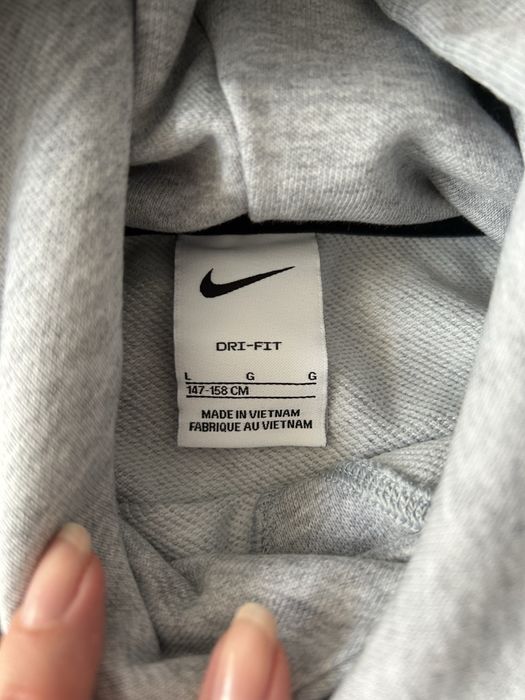 DRI-FIT
L G G
147-158 CM
MADE IN VIETNAM
FABRIQUE AU VIETNAM